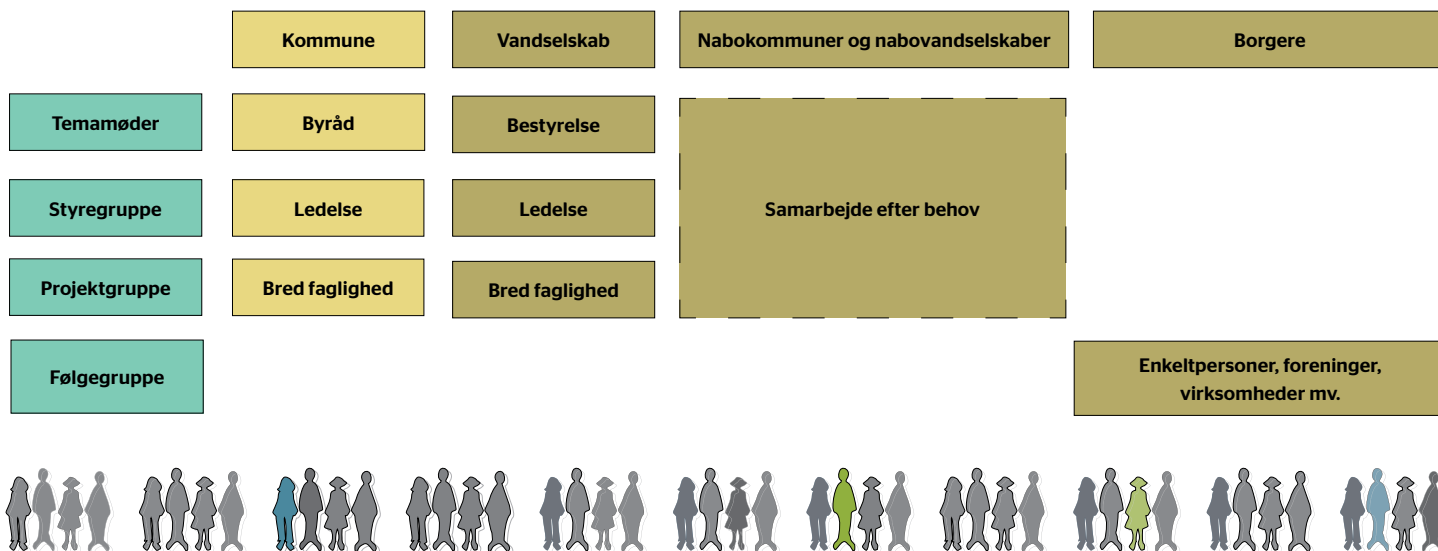 Kommune
Vandselskab
Nabokommuner og nabovandselskaber
Borgere
Temamøder
Byråd
Bestyrelse
Styregruppe
Ledelse
Ledelse
Samarbejde efter behov
Projektgruppe
Bred faglighed
Bred faglighed
Følgegruppe
Enkeltpersoner, foreninger,
virksomheder mv.